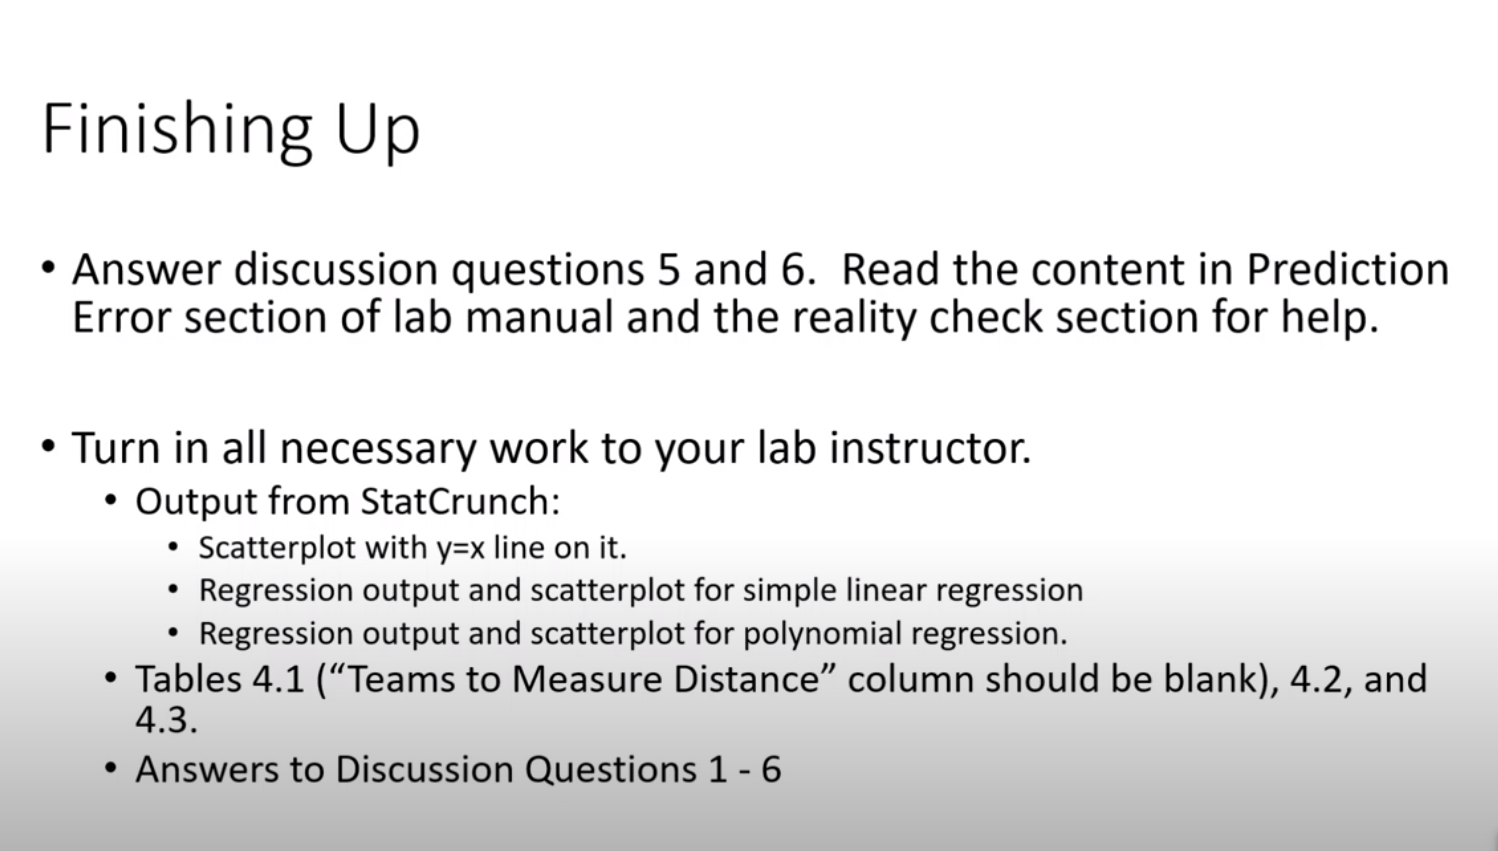 Finishing Up
• Answer discussion questions 5 and 6.  Read the content in Prediction
Error section of lab manual and the reality check section for help.
• Turn in all necessary work to your lab instructor.
• Output from StatCrunch:
• Scatterplot with y=x line on it.
• Regression output and scatterplot for simple linear regression
• Regression output and scatterplot for polynomial regression.
• Tables 4.1 (“Teams to Measure Distance” column should be blank), 4.2, and
4.3.
• Answers to Discussion Questions 1 - 6